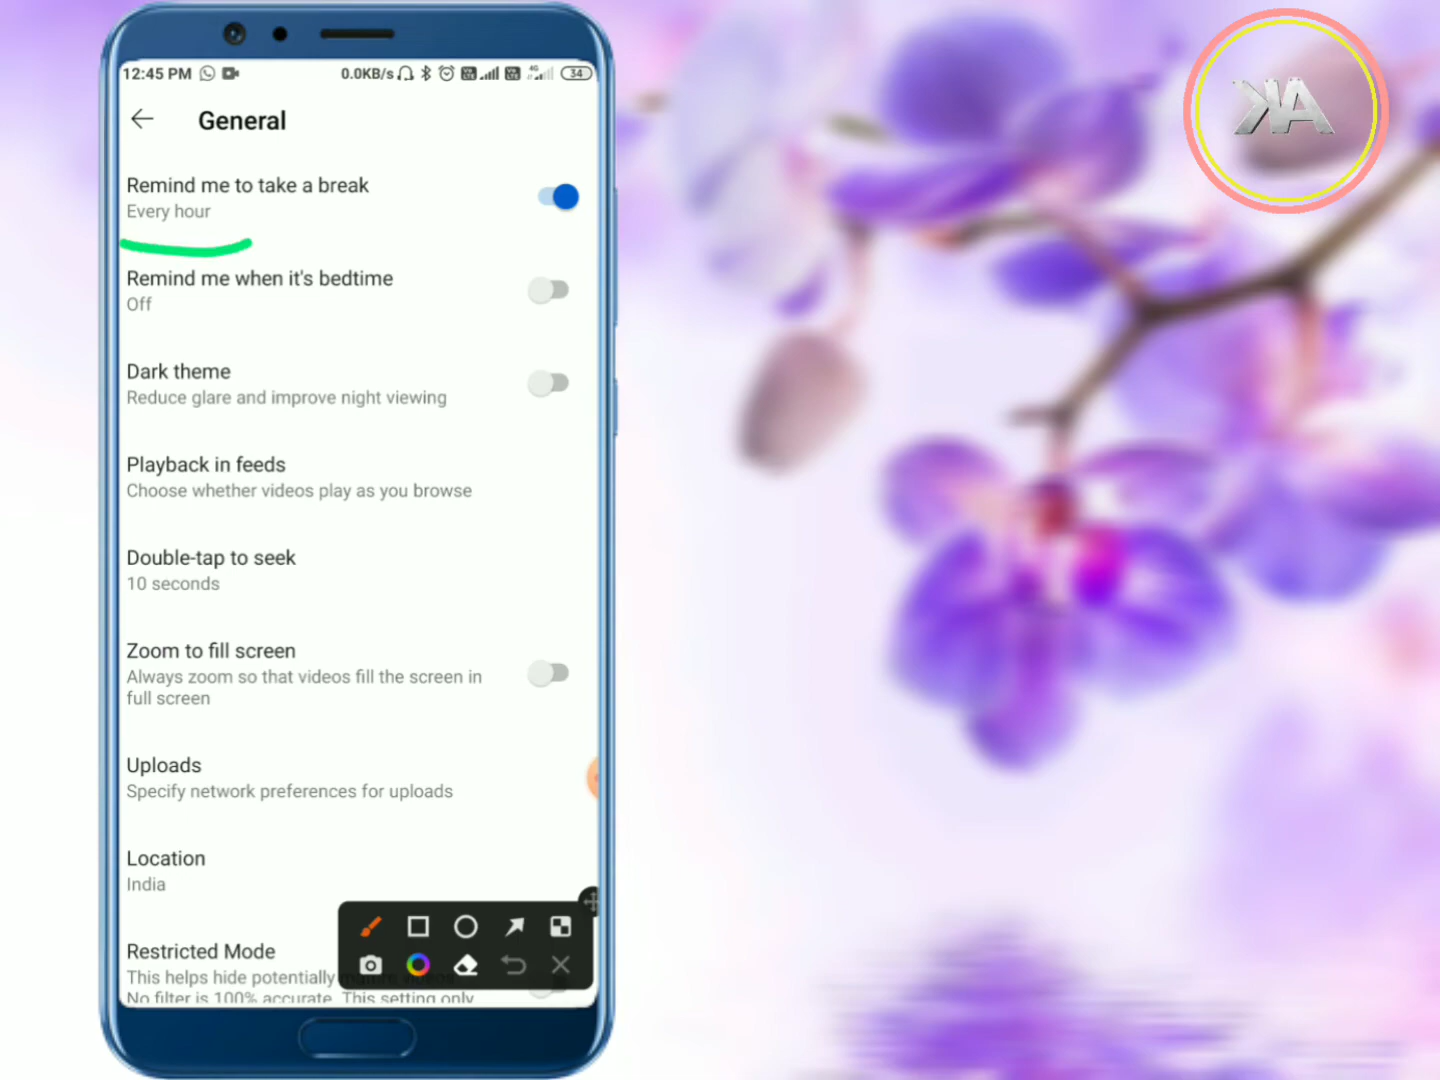 12:45 PM 0.0KB/s 4G 34
General
Remind me to take a break
Every hour
Remind me when it's bedtime
Off
Dark theme
Reduce glare and improve night viewing
Playback in feeds
Choose whether videos play as you browse
Double-tap to seek
10 seconds
Zoom to fill screen
Always zoom so that videos fill the screen in
full screen
Uploads
Specify network preferences for uploads
Location
India
Restricted Mode
This helps hide potentially
No filter is 100% accurate. This setting only
KA